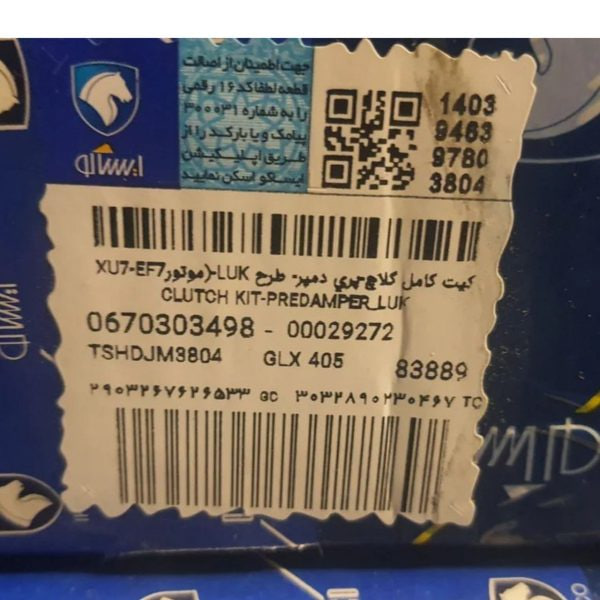 ایساکو
جهت اطمینان از اصالت
قطعه لطفا کد ۱۶ رقمی
را به شماره ۳۰۰۰۳۱
پیامک و یا بارکد را از
طریق اپلیکیشن
ایساکو اسکن نمایید
1403
9463
9780
3804
کیت کامل کلاچ-پري دمپر- طرح LUK-(موتور XU7-EF7
CLUTCH KIT-PREDAMPER_LUK
0670303498 - 00029272
TSHDJM3804 GLX 405 83889
۲۹۰۳۲۶۷۶۲۶۵۳۳ GC ۳۰۳۲۸۹۰۲۳۰۴۶۷ TC